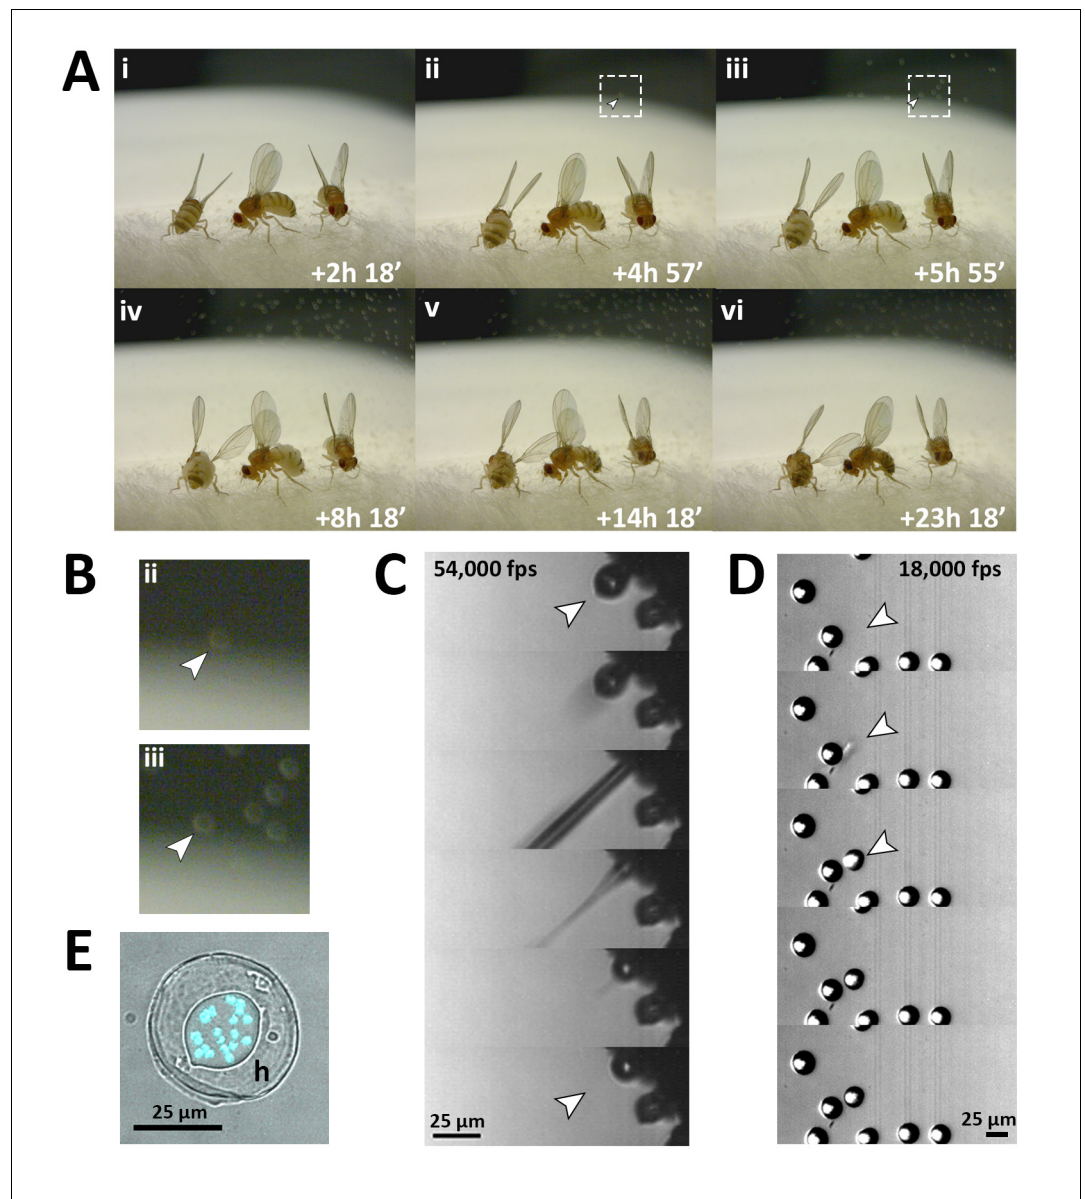 A
i
ii
iii
+2h 18’
+4h 57’
+5h 55’
iv
v
vi
+8h 18’
+14h 18’
+23h 18’
B
ii
iii
C
54,000 fps
25 µm
D
18,000 fps
25 µm
E
h
25 µm